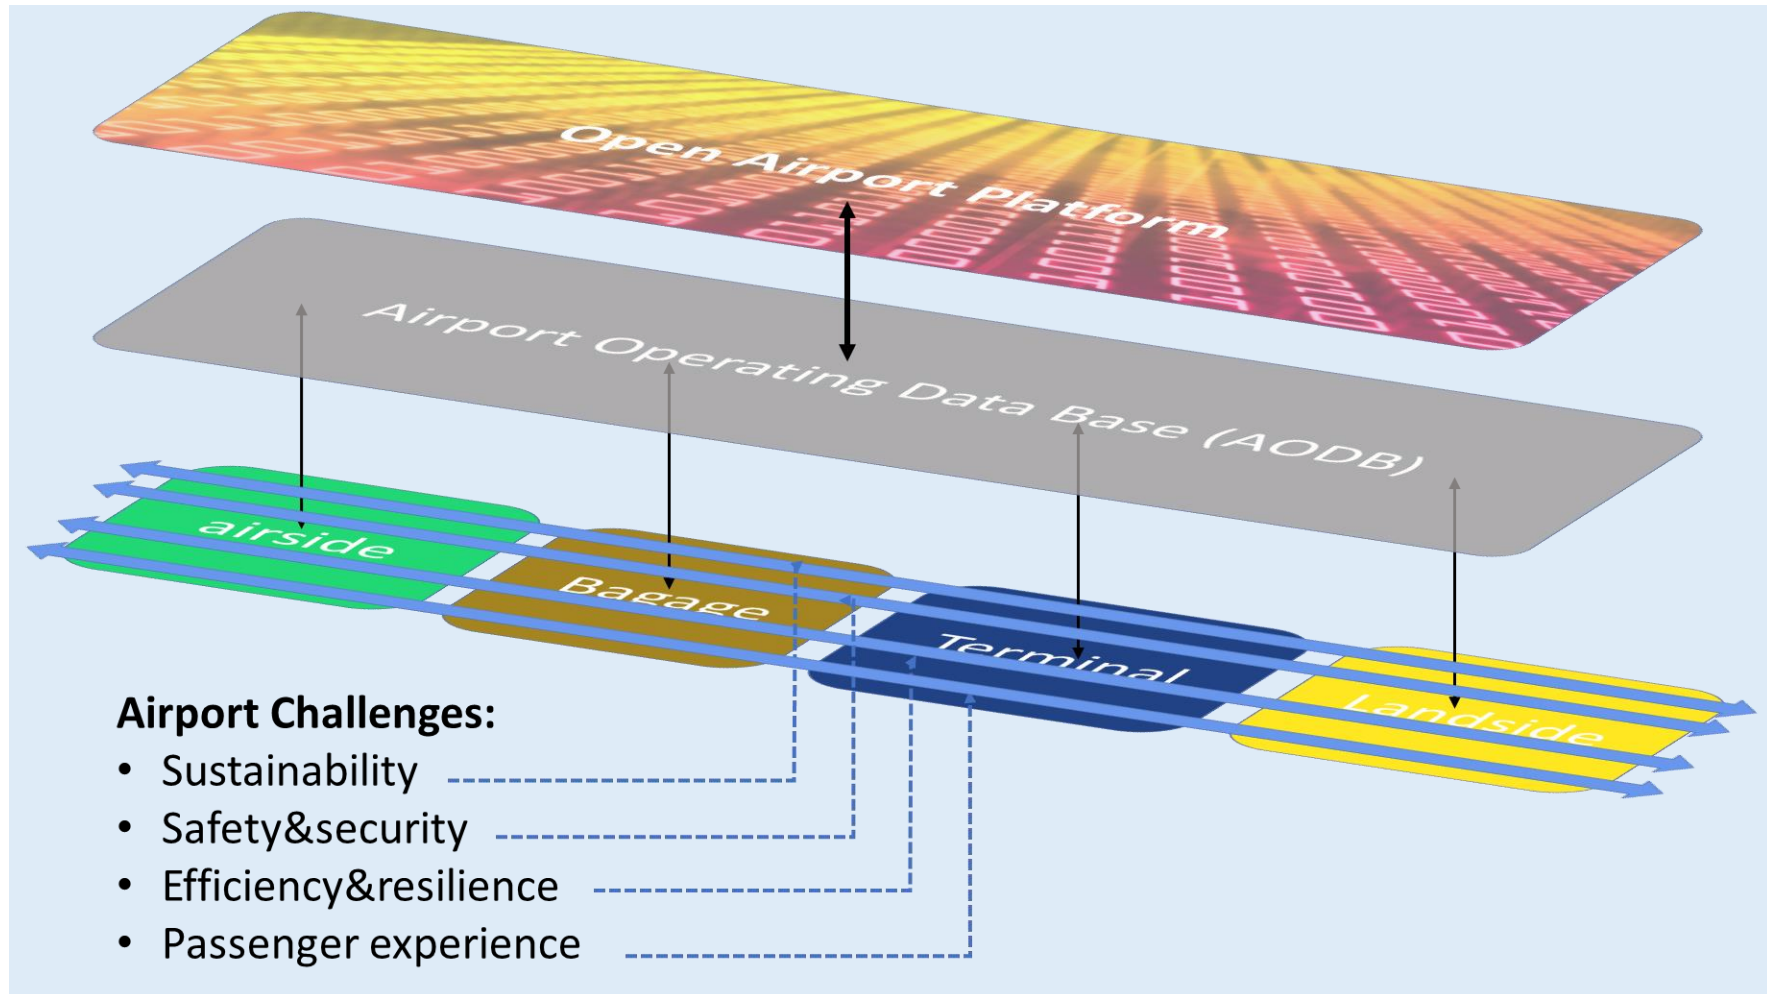 Open Airport Platform
Airport Operating Data Base (AODB)
airside
Bagage
Terminal
Landside
Airport Challenges:
• Sustainability
• Safety&security
• Efficiency&resilience
• Passenger experience